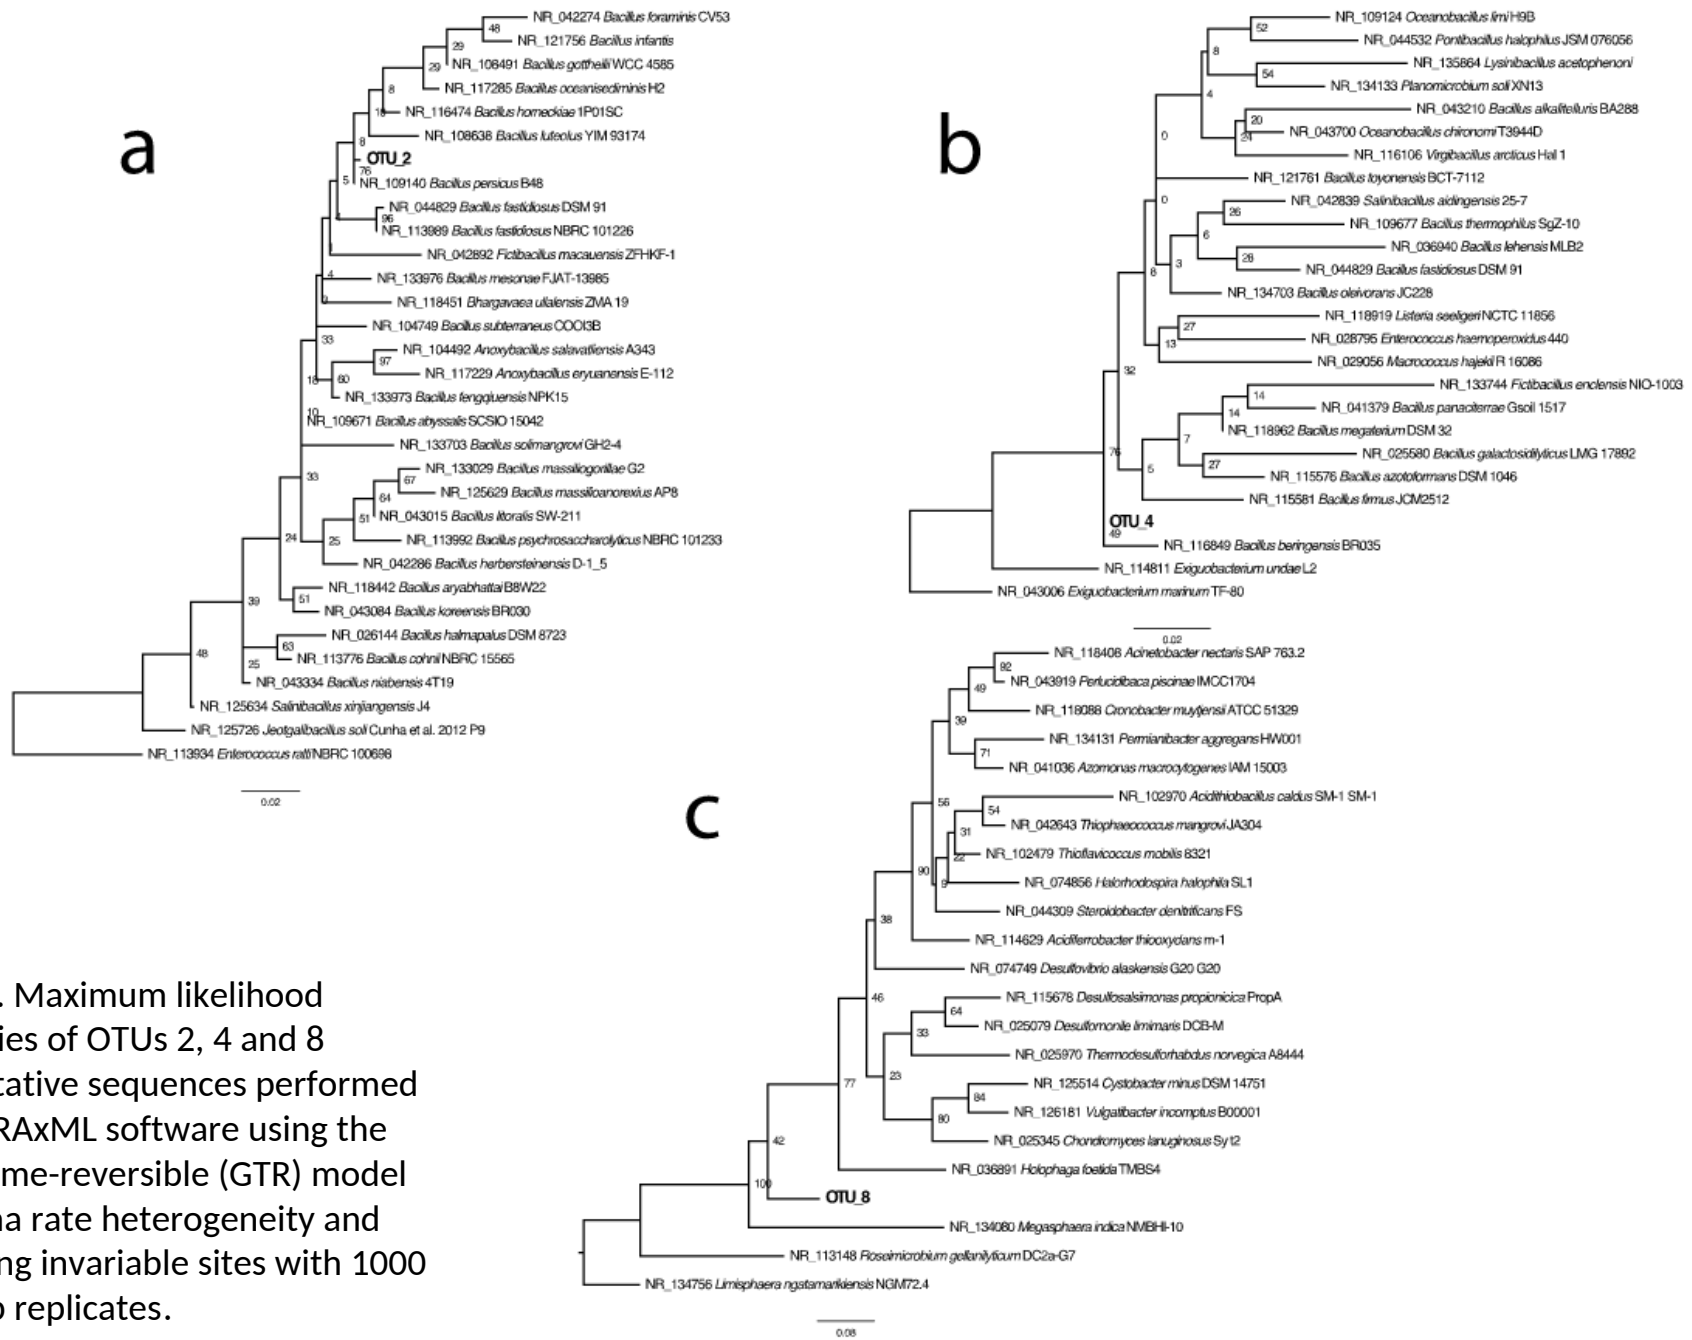 a
NR_042274 Bacillus foraminis CV53
48
NR_121756 Bacillus infantis
29
NR_108491 Bacillus gottheilii WCC 4585
29
NR_117285 Bacillus oceanisediminis H2
8
NR_116474 Bacillus horneckiae 1P01SC
NR_108638 Bacillus luteolus YIM 93174
8
OTU_2
76
NR_109140 Bacillus persicus B48
5
NR_044829 Bacillus fastidiosus DSM 91
96
NR_113989 Bacillus fastidiosus NBRC 101226
NR_042892 Fictibacillus macauensis ZFHKF-1
4
NR_133976 Bacillus mesonae FJAT-13985
NR_118451 Bhargavaea ullalensis ZMA 19
NR_104749 Bacillus subterraneus COOI3B
33
NR_104492 Anoxybacillus salavatliensis A343
97
NR_117229 Anoxybacillus eryuanensis E-112
60
NR_133973 Bacillus fengqiuensis NPK15
10
NR_109671 Bacillus abyssalis SCSIO 15042
NR_133703 Bacillus solimangrovi GH2-4
33
NR_133029 Bacillus massiliogorillae G2
67
NR_125629 Bacillus massilioanorexius AP8
64
NR_043015 Bacillus litoralis SW-211
51
NR_113992 Bacillus psychrosaccharolyticus NBRC 101233
24
25
NR_042286 Bacillus herbersteinensis D-1_5
NR_118442 Bacillus aryabhattai B8W22
51
NR_043084 Bacillus koreensis BR030
39
NR_026144 Bacillus halmapalus DSM 8723
63
NR_113776 Bacillus cohnii NBRC 15565
25
NR_043334 Bacillus niabensis 4T19
48
NR_125634 Salinibacillus xinjiangensis J4
NR_125726 Jeotgalibacillus soli Cunha et al. 2012 P9
NR_113934 Enterococcus ratti NBRC 100698
0.02
b
NR_109124 Oceanobacillus limi H9B
52
NR_044532 Pontibacillus halophilus JSM 076056
8
NR_135864 Lysinibacillus acetophenoni
54
NR_134133 Planomicrobium soli XN13
4
NR_043210 Bacillus alkalitelluris BA288
20
NR_043700 Oceanobacillus chironomi T3944D
24
NR_116106 Virgibacillus arcticus Hal 1
0
NR_121761 Bacillus toyonensis BCT-7112
0
NR_042839 Salinibacillus aidingensis 25-7
26
NR_109677 Bacillus thermophilus SgZ-10
6
NR_036940 Bacillus lehensis MLB2
28
NR_044829 Bacillus fastidiosus DSM 91
3
NR_134703 Bacillus oleivorans JC228
8
NR_118919 Listeria seeligeri NCTC 11856
27
NR_028795 Enterococcus haemoperoxidus 440
13
NR_029056 Macrococcus hajekii R 16086
32
NR_133744 Fictibacillus enclensis NIO-1003
14
NR_041379 Bacillus panaciterrae Gsoil 1517
14
NR_118962 Bacillus megaterium DSM 32
7
NR_025580 Bacillus galactosidilyticus LMG 17892
27
NR_115576 Bacillus azotoformans DSM 1046
5
NR_115581 Bacillus firmus JCM2512
76
OTU_4
49
NR_116849 Bacillus beringensis BR035
NR_114811 Exiguobacterium undae L2
NR_043006 Exiguobacterium marinum TF-80
0.02
c
NR_118408 Acinetobacter nectaris SAP 763.2
92
NR_043919 Perlucidibaca piscinae IMCC1704
49
NR_118088 Cronobacter muytjensii ATCC 51329
39
NR_134131 Permianibacter aggregans HW001
71
NR_041036 Azomonas macrocytogenes IAM 15003
56
NR_102970 Acidithiobacillus caldus SM-1 SM-1
54
NR_042643 Thiophaeococcus mangrovi JA304
31
NR_102479 Thioflavicoccus mobilis 8321
22
NR_074856 Halorhodospira halophila SL1
9
90
NR_044309 Steroidobacter denitrificans FS
NR_114629 Acidiferrobacter thiooxydans m-1
38
NR_074749 Desulfovibrio alaskensis G20 G20
46
NR_115678 Desulfosalsimonas propionicica PropA
64
NR_025079 Desulfomonile limimaris DCB-M
33
NR_025970 Thermodesulforhabdus norvegica A8444
23
NR_125514 Cystobacter minus DSM 14751
84
NR_126181 Vulgatibacter incomptus B00001
80
NR_025345 Chondromyces lanuginosus Sy t2
77
NR_036891 Holophaga foetida TMBS4
42
OTU_8
100
NR_134080 Megasphaera indica NMBHI-10
NR_113148 Roseimicrobium gellanilyticum DC2a-G7
NR_134756 Limisphaera ngatamarikiensis NGM72.4
0.08
. Maximum likelihood
ies of OTUs 2, 4 and 8
tative sequences performed
RAxML software using the
me-reversible (GTR) model
na rate heterogeneity and
ng invariable sites with 1000
p replicates.